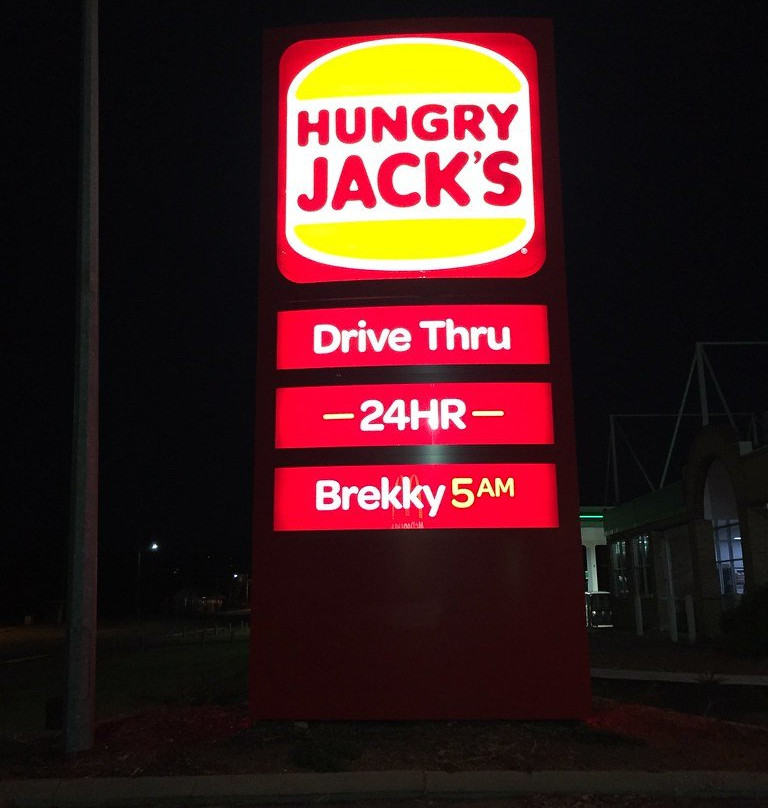 HUNGRY
JACK'S
®
Drive Thru
24HR
Brekky 5AM